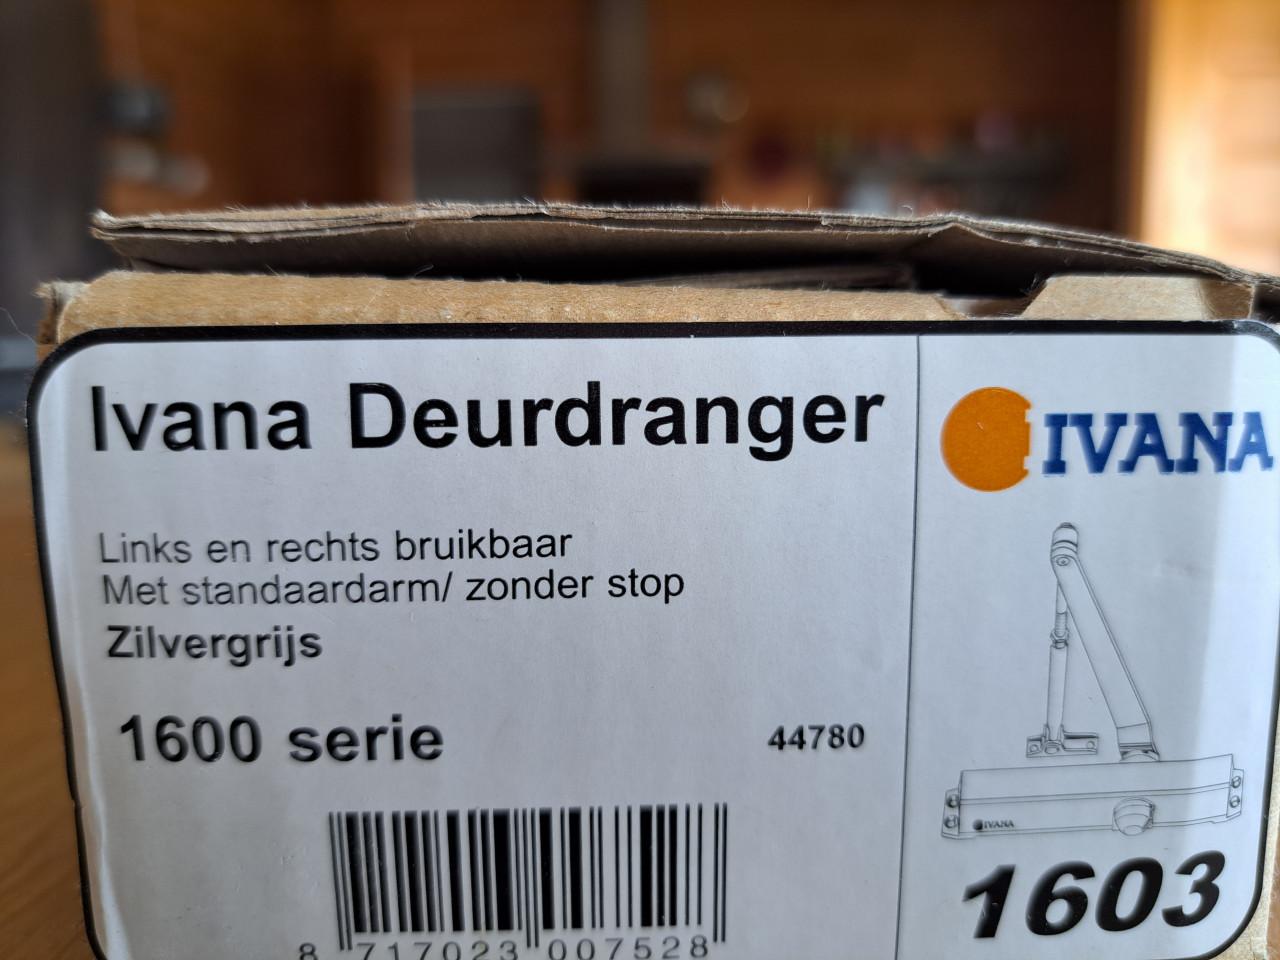 Ivana Deurdranger
IVANA
Links en rechts bruikbaar
Met standaardarm/ zonder stop
Zilvergrijs
1600 serie
44780
IVANA
1603
8 717023 007528